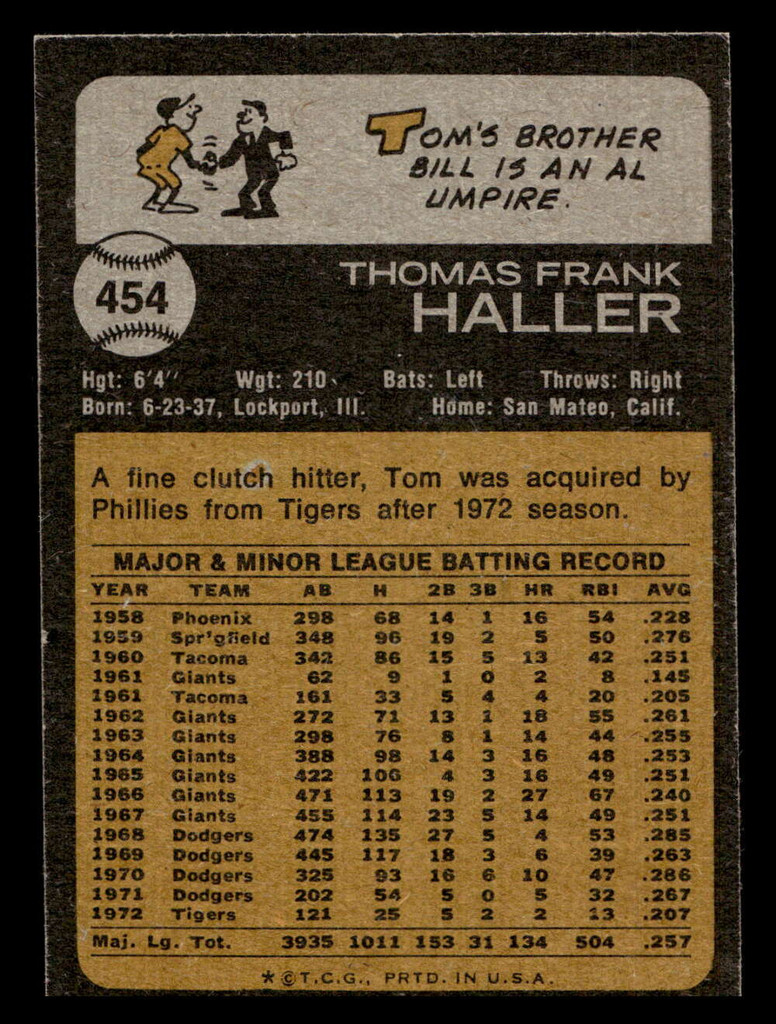 TOM'S BROTHER
BILL IS AN AL
UMPIRE.
454
THOMAS FRANK
HALLER
Hgt: 6'4" Wgt: 210 Bats: Left Throws: Right
Born: 6-23-37, Lockport, Ill. Home: San Mateo, Calif.
A fine clutch hitter, Tom was acquired by
Phillies from Tigers after 1972 season.
MAJOR & MINOR LEAGUE BATTING RECORD
YEAR TEAM AB H 2B 3B HR RBI AVG
1958 Phoenix 298 68 14 1 16 54 .228
1959 Spr'gfield 348 96 19 2 5 50 .276
1960 Tacoma 342 86 15 5 13 42 .251
1961 Giants 62 9 1 0 2 8 .145
1961 Tacoma 161 33 5 4 4 20 .205
1962 Giants 272 71 13 1 18 55 .261
1963 Giants 298 76 8 1 14 44 .255
1964 Giants 388 98 14 3 16 48 .253
1965 Giants 422 106 4 3 16 49 .251
1966 Giants 471 113 19 2 27 67 .240
1967 Giants 455 114 23 5 14 49 .251
1968 Dodgers 474 135 27 5 4 53 .285
1969 Dodgers 445 117 18 3 6 39 .263
1970 Dodgers 325 93 16 6 10 47 .286
1971 Dodgers 202 54 5 0 5 32 .267
1972 Tigers 121 25 5 2 2 13 .207
Maj. Lg. Tot. 3935 1011 153 31 134 504 .257
*©T.C.G., PRTD. IN U.S.A.